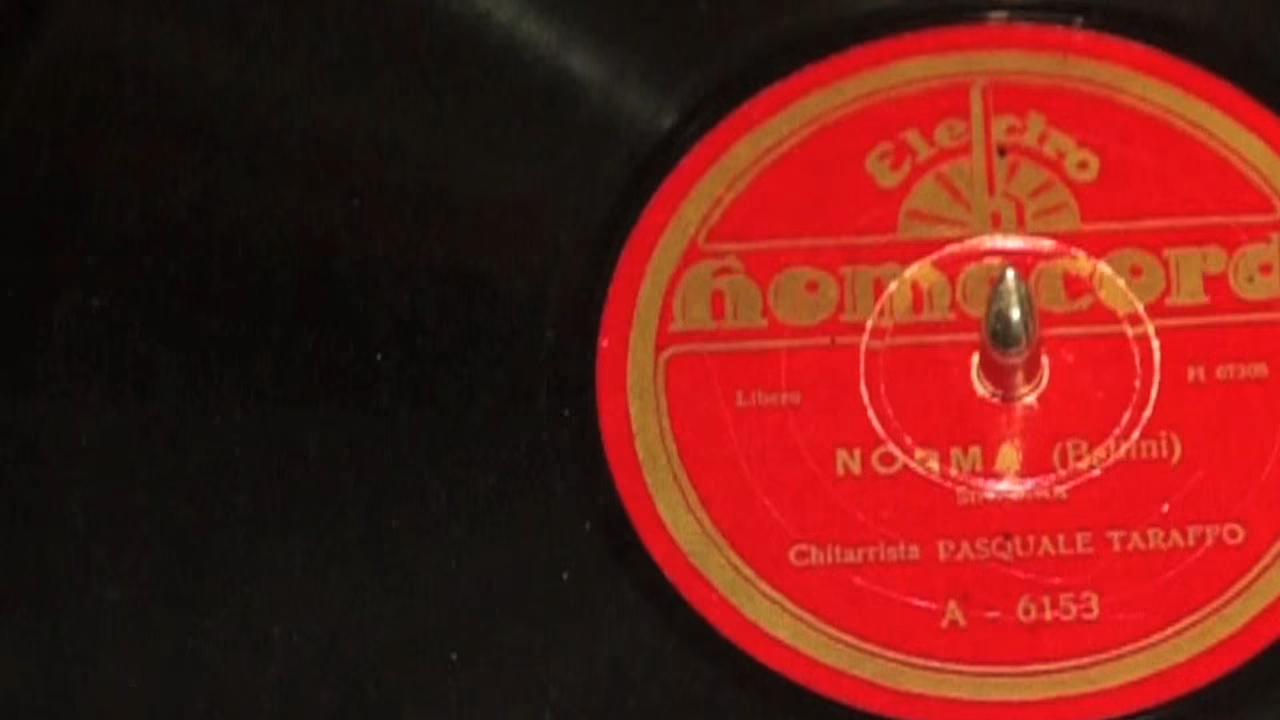 Electro
homocord
Libero
NORMA (Bellini)
Chitarrista PASQUALE TARAFFO
A - 6153